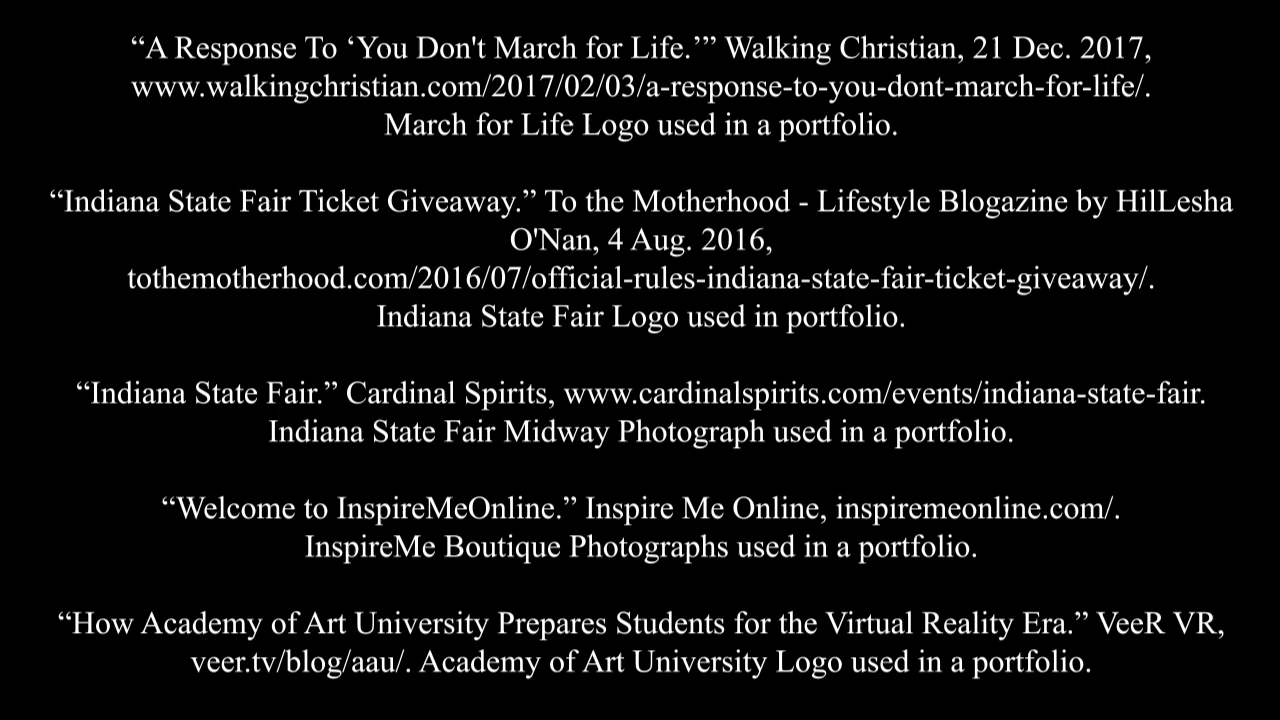 “A Response To ‘You Don't March for Life.’” Walking Christian, 21 Dec. 2017,
www.walkingchristian.com/2017/02/03/a-response-to-you-dont-march-for-life/.
March for Life Logo used in a portfolio.
“Indiana State Fair Ticket Giveaway.” To the Motherhood - Lifestyle Blogazine by HilLesha
O'Nan, 4 Aug. 2016,
tothemotherhood.com/2016/07/official-rules-indiana-state-fair-ticket-giveaway/.
Indiana State Fair Logo used in portfolio.
“Indiana State Fair.” Cardinal Spirits, www.cardinalspirits.com/events/indiana-state-fair.
Indiana State Fair Midway Photograph used in a portfolio.
“Welcome to InspireMeOnline.” Inspire Me Online, inspiremeonline.com/.
InspireMe Boutique Photographs used in a portfolio.
“How Academy of Art University Prepares Students for the Virtual Reality Era.” VeeR VR,
veer.tv/blog/aau/. Academy of Art University Logo used in a portfolio.